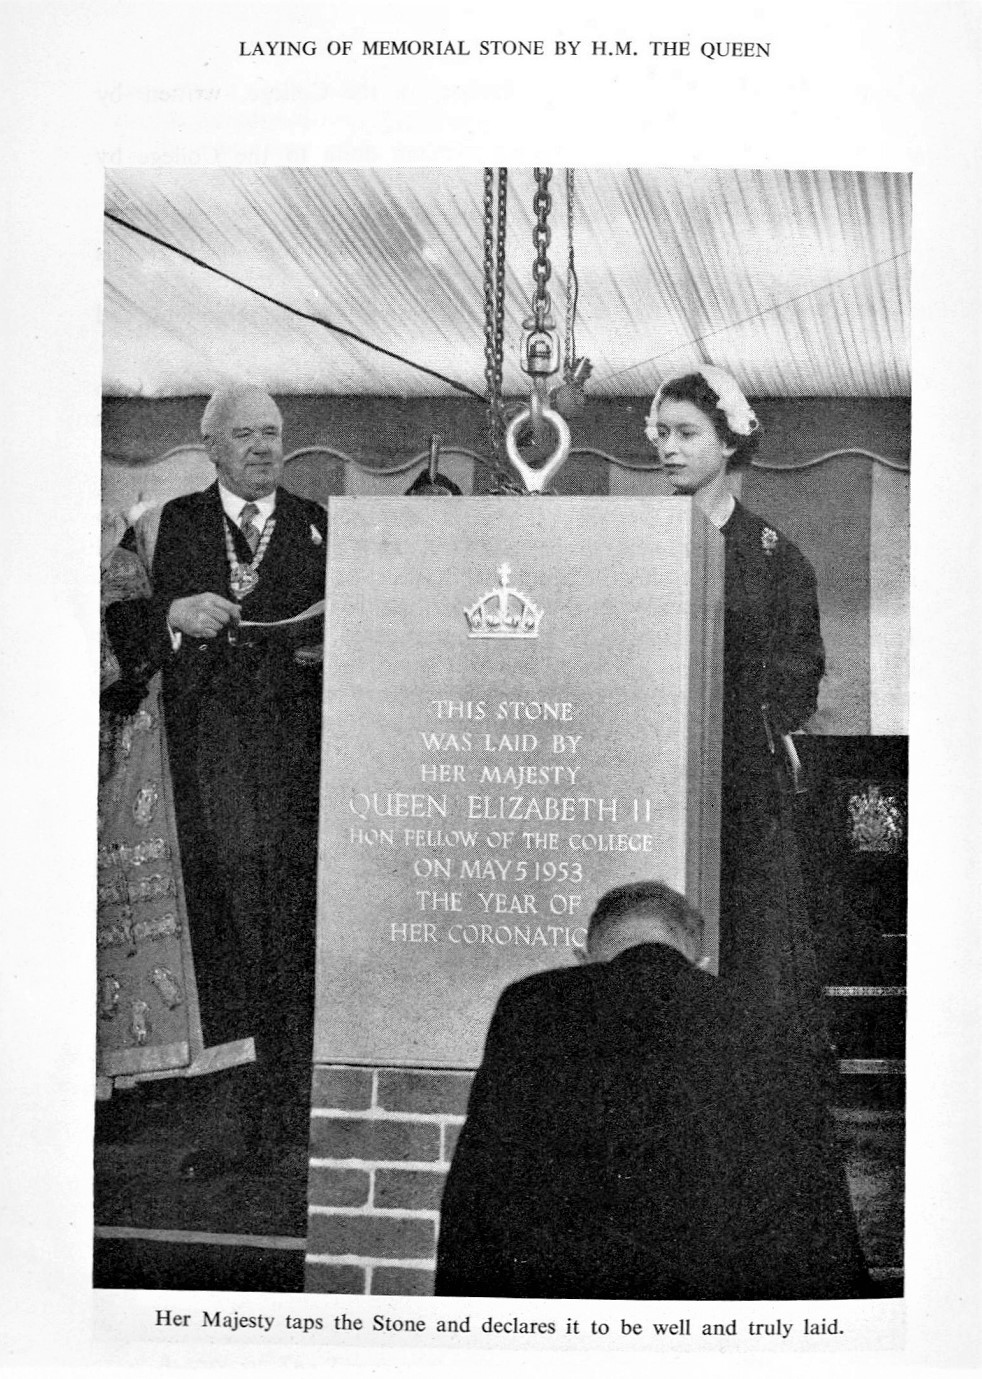 LAYING OF MEMORIAL STONE BY H.M. THE QUEEN
THIS STONE
WAS LAID BY
HER MAJESTY
QUEEN ELIZABETH II
HON FELLOW OF THE COLLEGE
ON MAY 5 1953
THE YEAR OF
HER CORONATIO
Her Majesty taps the Stone and declares it to be well and truly laid.